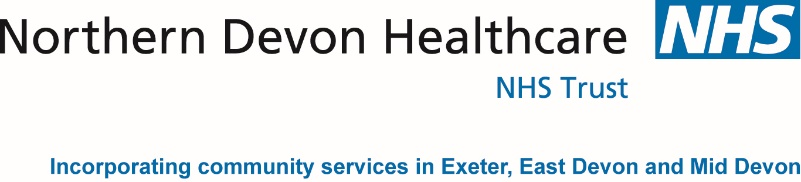 Northern Devon Healthcare NHS
NHS Trust
Incorporating community services in Exeter, East Devon and Mid Devon